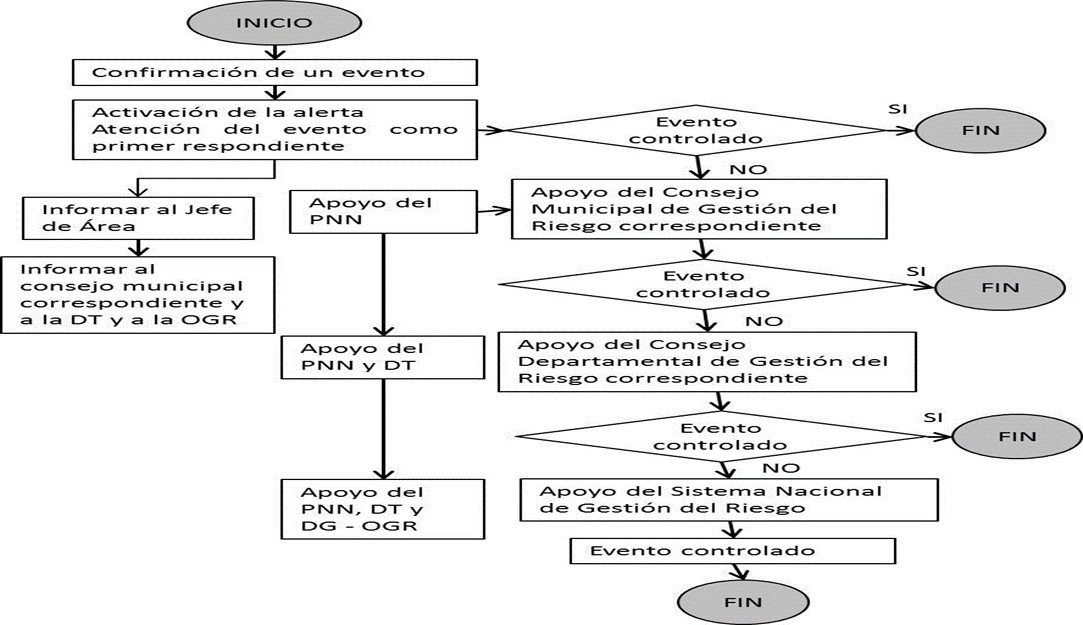 INICIO
Confirmación de un evento
Activación de la alerta
Atención del evento como
primer respondiente
Evento
controlado
SI
FIN
NO
Informar al Jefe
de Área
Informar al
consejo municipal
correspondiente y
a la DT y a la OGR
Apoyo del
PNN
Apoyo del Consejo
Municipal de Gestión del
Riesgo correspondiente
Evento
controlado
SI
FIN
NO
Apoyo del
PNN y DT
Apoyo del Consejo
Departamental de Gestión del
Riesgo correspondiente
Evento
controlado
SI
FIN
NO
Apoyo del
PNN, DT y
DG - OGR
Apoyo del Sistema Nacional
de Gestión del Riesgo
Evento controlado
FIN